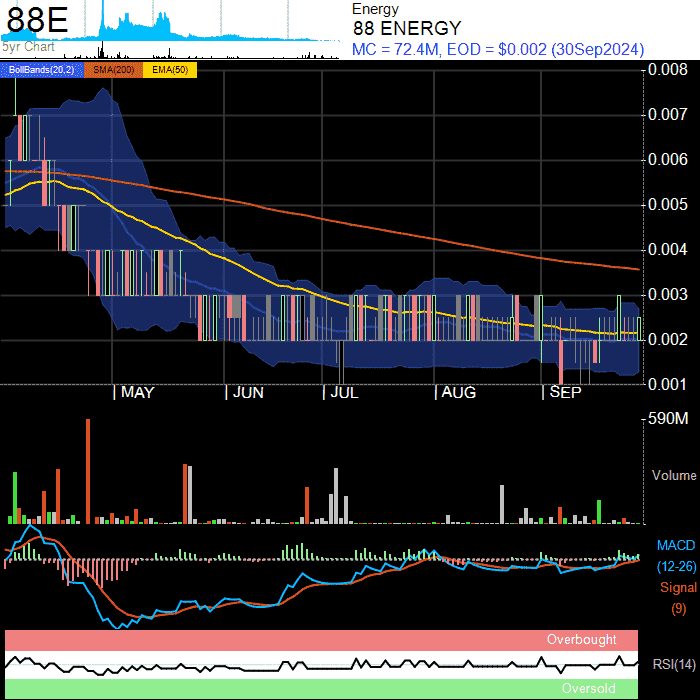 88E
5yr Chart
Energy
88 ENERGY
MC = 72.4M, EOD = $0.002 (30Sep2024)
BollBands(20,2) SMA(200) EMA(50)
0.008
0.007
0.006
0.005
0.004
0.003
0.002
0.001
MAY JUN JUL AUG SEP
590M
Volume
MACD
(12-26)
Signal
(9)
Overbought
RSI(14)
Oversold